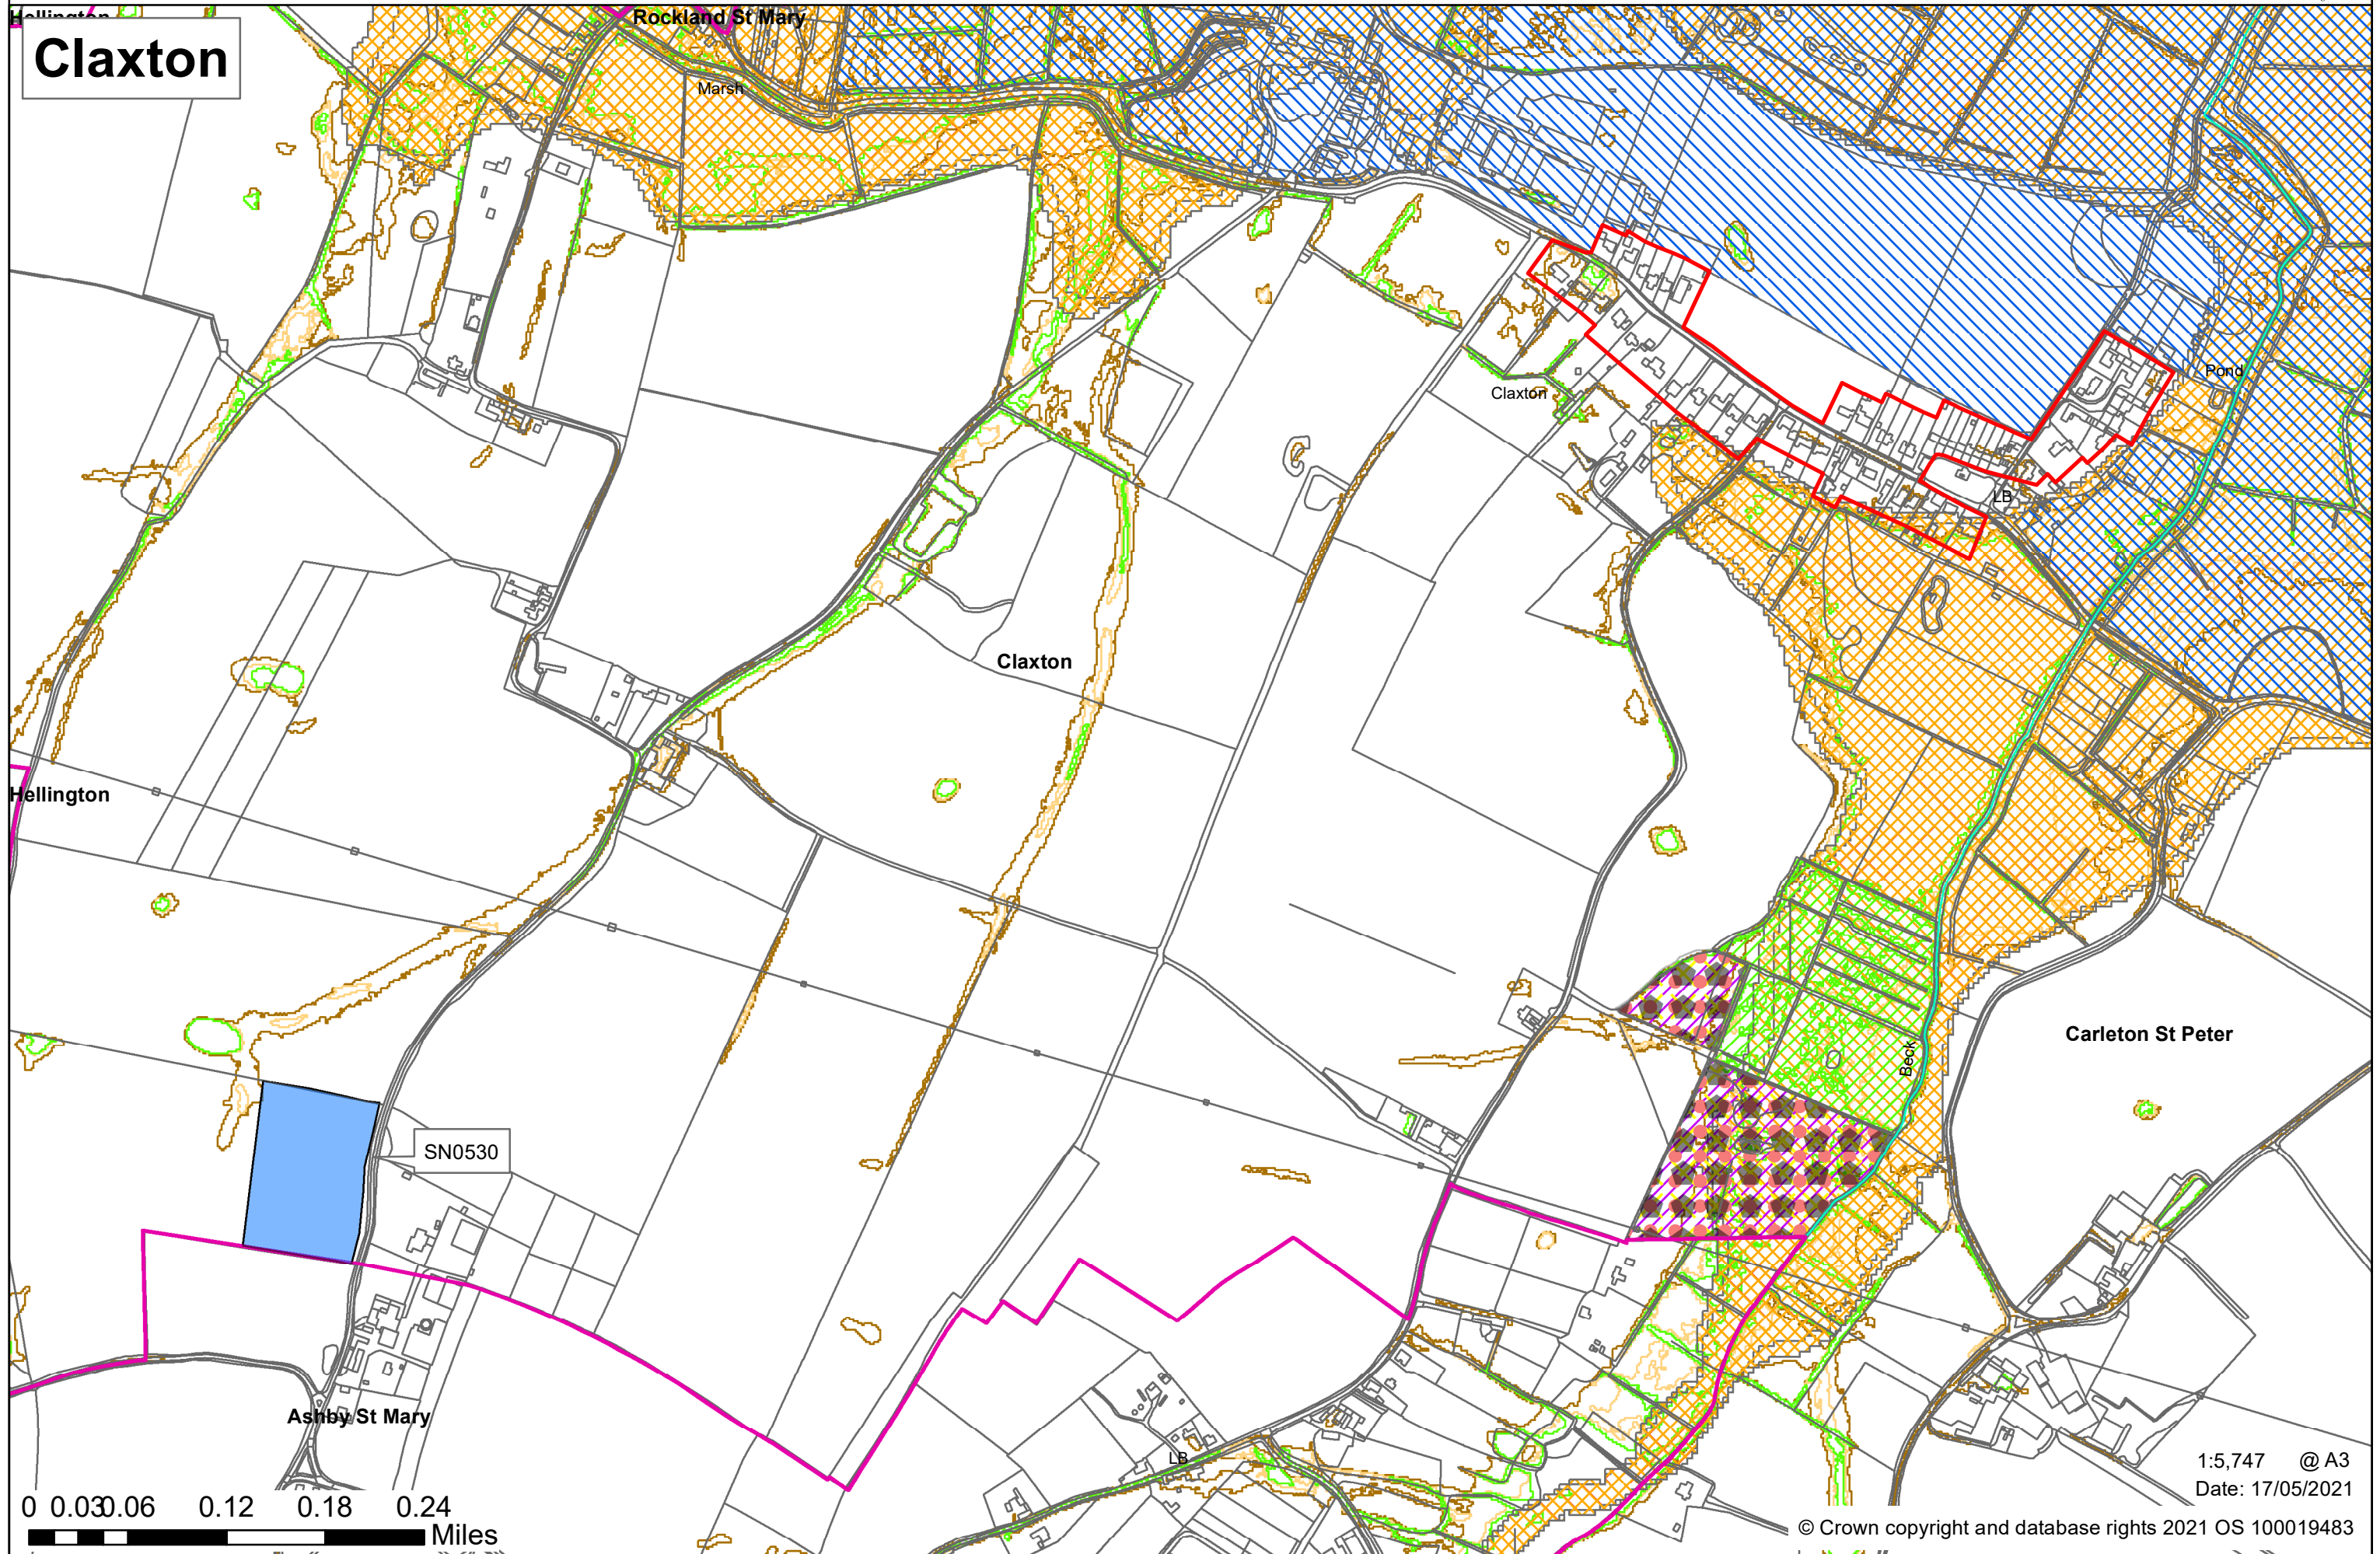 Hellington
Rockland St Mary
Claxton
Marsh
Pond
Claxton
LB
Claxton
Hellington
Carleton St Peter
Beck
SN0530
Ashby St Mary
LB
1:5,747 @ A3
Date: 17/05/2021
0 0.03 0.06 0.12 0.18 0.24
Miles
© Crown copyright and database rights 2021 OS 100019483